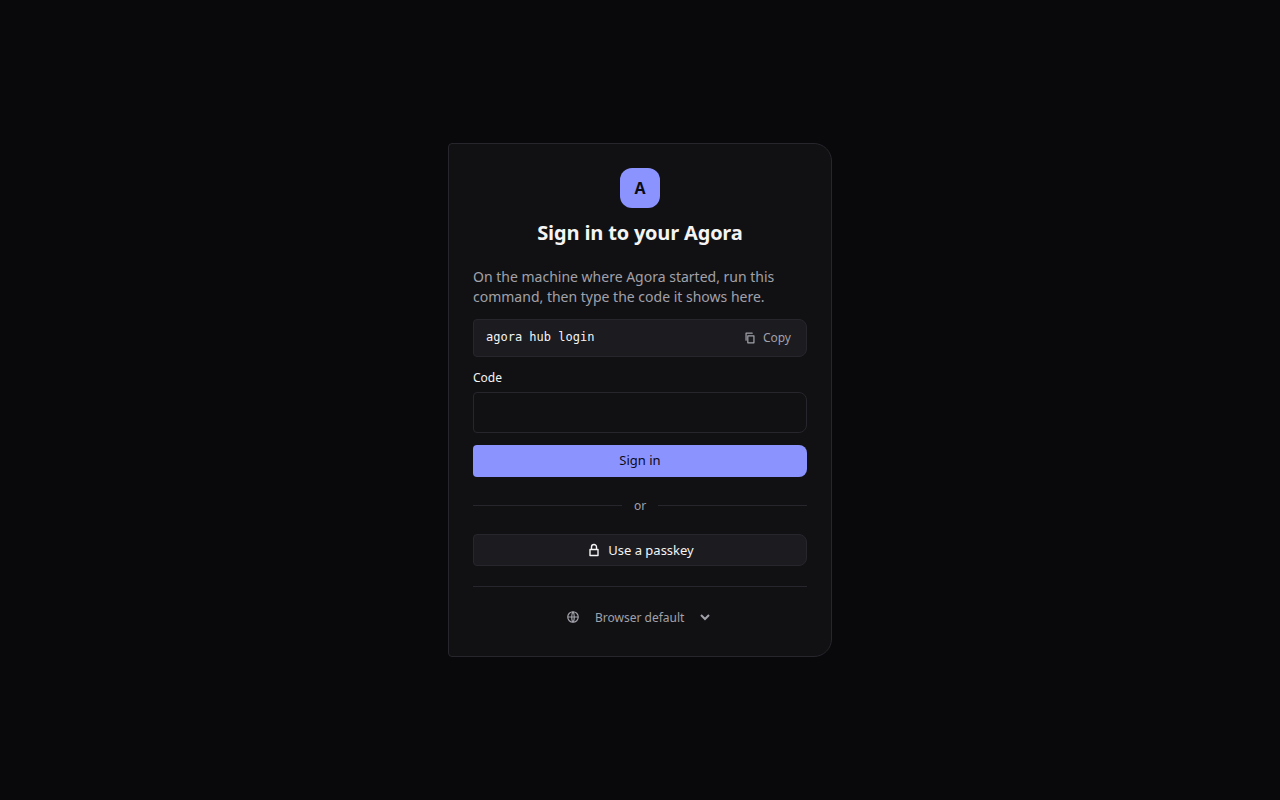 A
Sign in to your Agora
On the machine where Agora started, run this
command, then type the code it shows here.
agora hub login
Copy
Code
Sign in
or
Use a passkey
Browser default